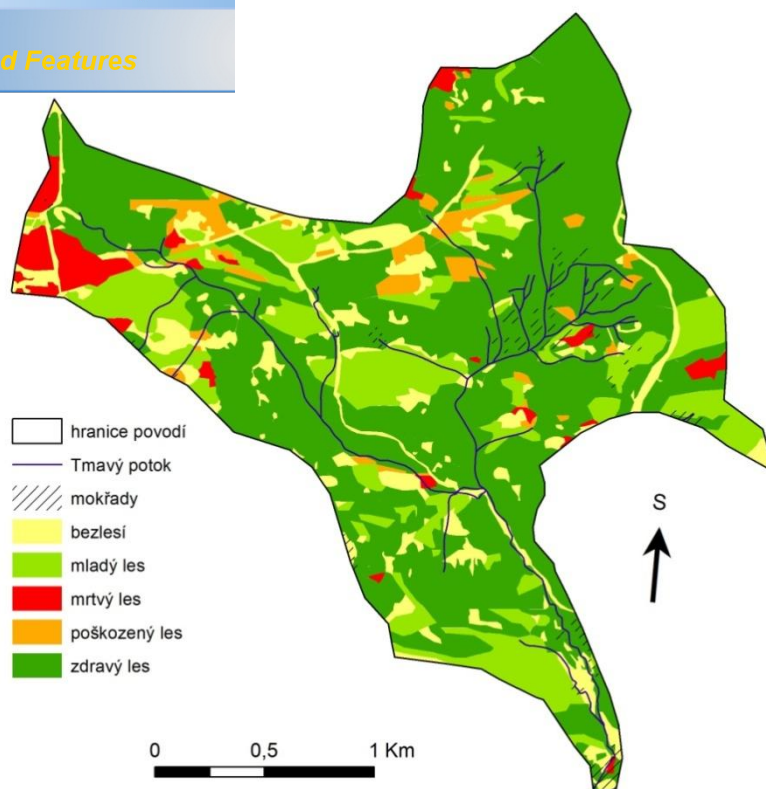 d Features
hranice povodí
Tmavý potok
mokřady
bezlesí
mladý les
mrtvý les
poškozený les
zdravý les
S
0 0,5 1 Km